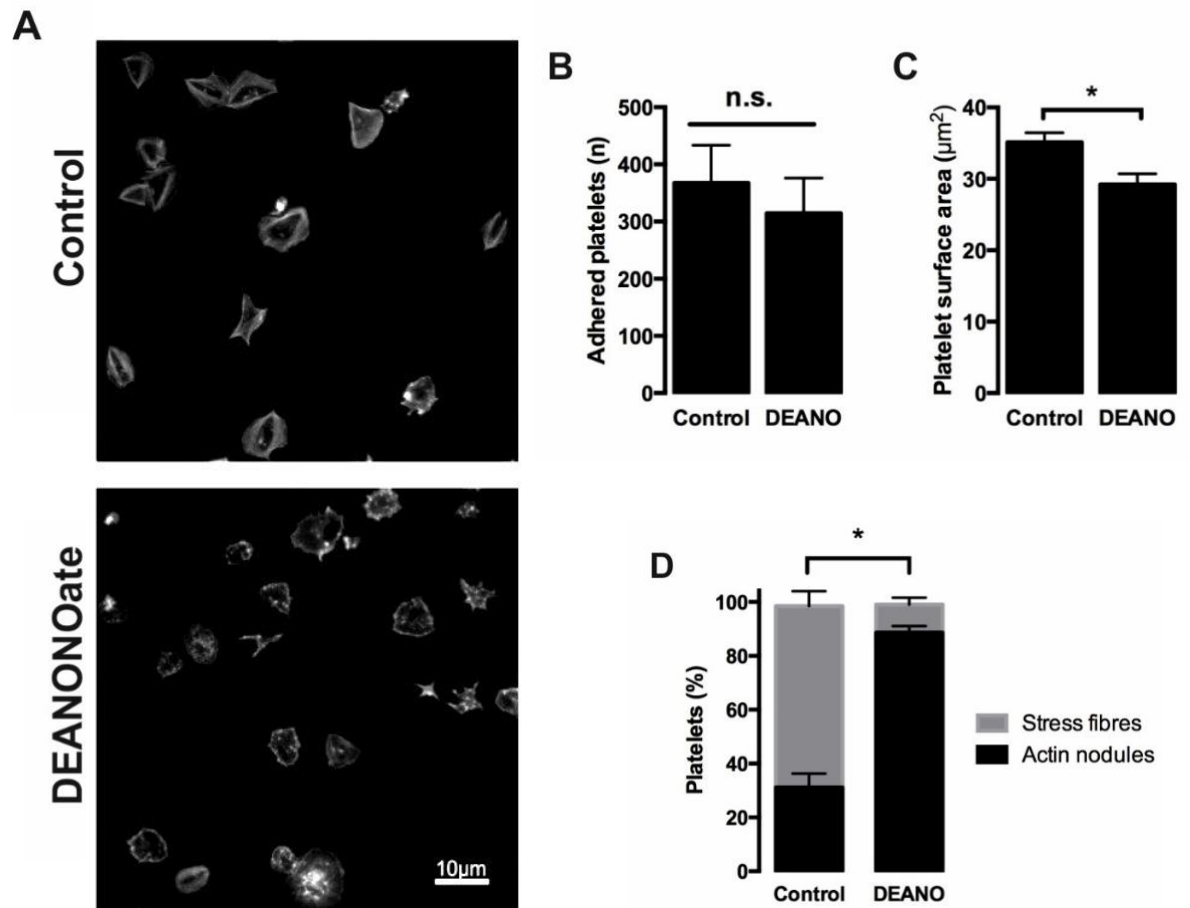 A
Control
DEANONOate
10µm
B
n.s.
Adhered platelets (n)
500
400
300
200
100
0
Control DEANO
C
*
Platelet surface area (µm²)
40
30
20
10
0
Control DEANO
D
*
Platelets (%)
100
80
60
40
20
0
Control DEANO
Stress fibres
Actin nodules